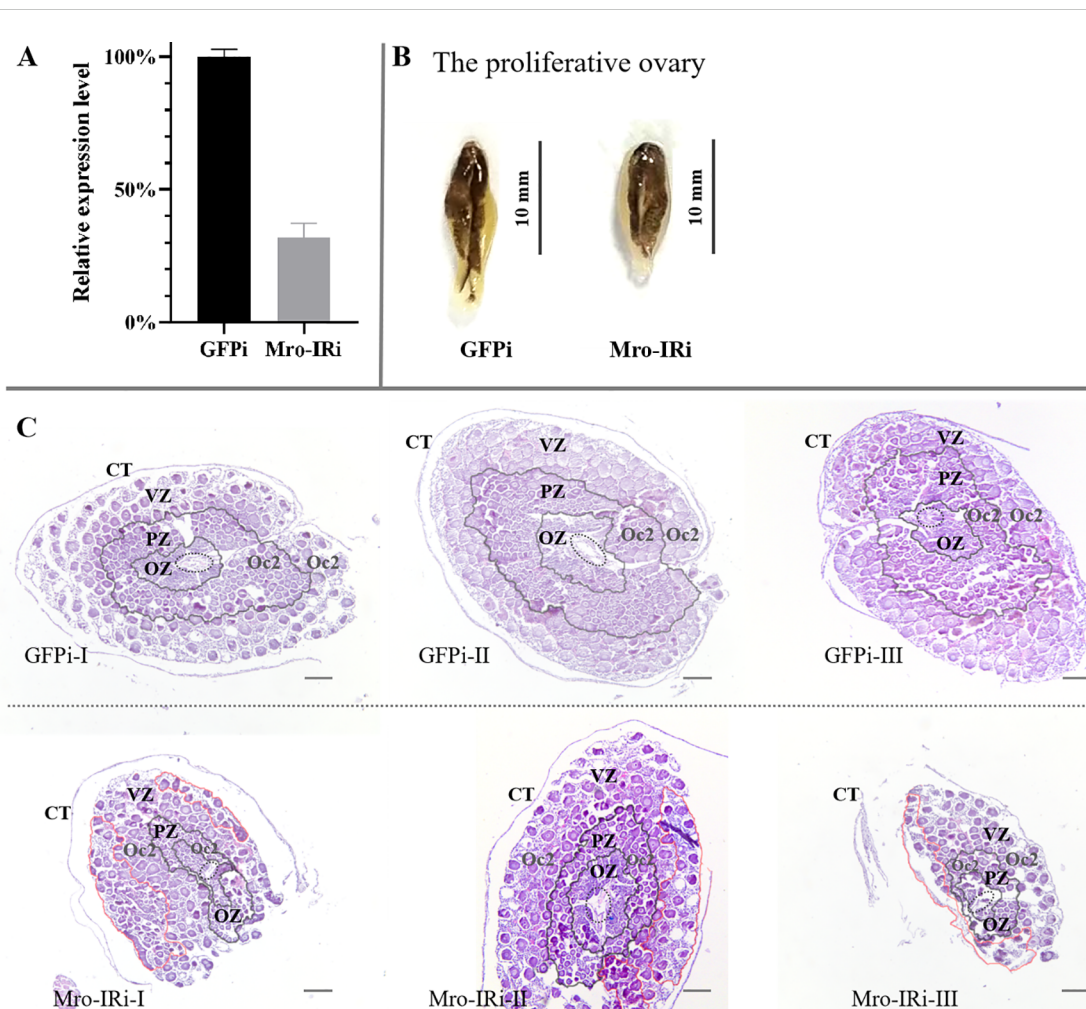 A
Relative expression level
100%
50%
0%
GFPi Mro-IRi
B The proliferative ovary
10 mm
10 mm
GFPi Mro-IRi
C
CT
VZ
PZ
OZ
Oc2 Oc2
GFPi-I
CT
VZ
PZ
OZ
Oc2 Oc2
GFPi-II
CT
VZ
PZ
Oc2 Oc2
OZ
GFPi-III
CT
VZ
PZ
Oc2 Oc2
OZ
Mro-IRi-I
CT
VZ
PZ
Oc2 Oc2
OZ
Mro-IRi-II
CT
VZ
Oc2 Oc2
PZ
OZ
Mro-IRi-III